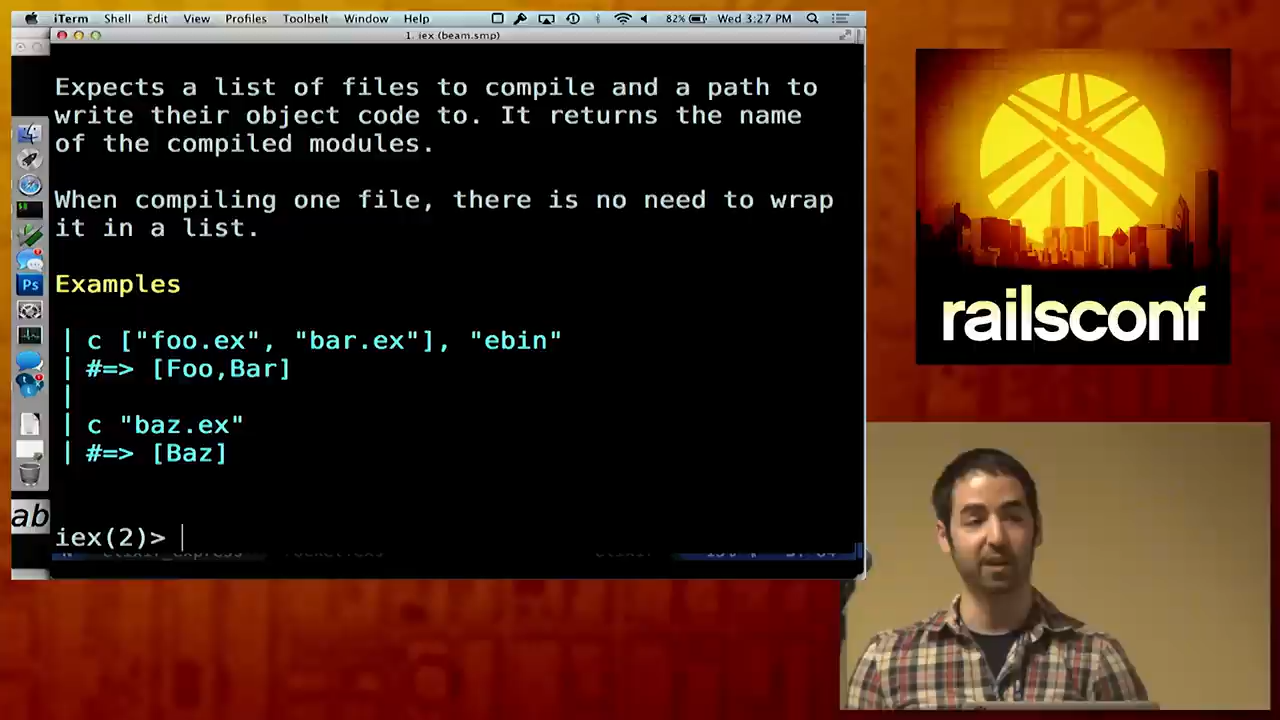 iTerm Shell Edit View Profiles Toolbelt Window Help 82% Wed 3:27 PM
1. iex (beam.smp)
Expects a list of files to compile and a path to
write their object code to. It returns the name
of the compiled modules.
When compiling one file, there is no need to wrap
it in a list.
Examples
| c ["foo.ex", "bar.ex"], "ebin"
| #=> [Foo,Bar]
|
| c "baz.ex"
| #=> [Baz]
iex(2)>
Ps
ab
railsconf